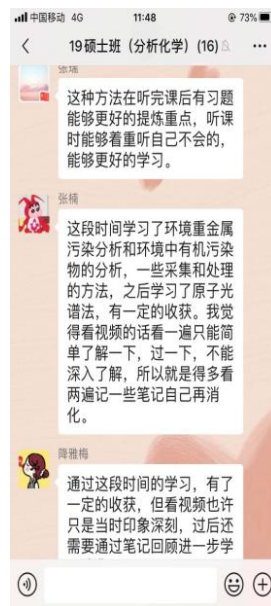 中国移动 4G 11:48 73%
19硕士班（分析化学）(16)
张瑞
这种方法在听完课后有习题
能够更好的提炼重点，听课
时能够着重听自己不会的，
能够更好的学习。
张楠
这段时间学习了环境重金属
污染分析和环境中有机污染
物的分析，一些采集和处理
的方法，之后学习了原子光
谱法，有一定的收获。我觉
得看视频的话看一遍只能简
单了解一下，过一下，不能
深入了解，所以就是得多看
两遍记一些笔记自己再消
化。
降雅梅
通过这段时间的学习，有了
一定的收获，但看视频也许
只是当时印象深刻，过后还
需要通过笔记回顾进一步学